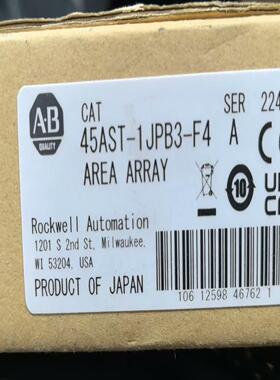 A-B
QUALITY
CAT
SER 224
45AST-1JPB3-F4 A
AREA ARRAY
10
Rockwell Automation
1201 S 2nd St, Milwaukee,
WI 53204, USA
PRODUCT OF JAPAN
106 12598 46762 1